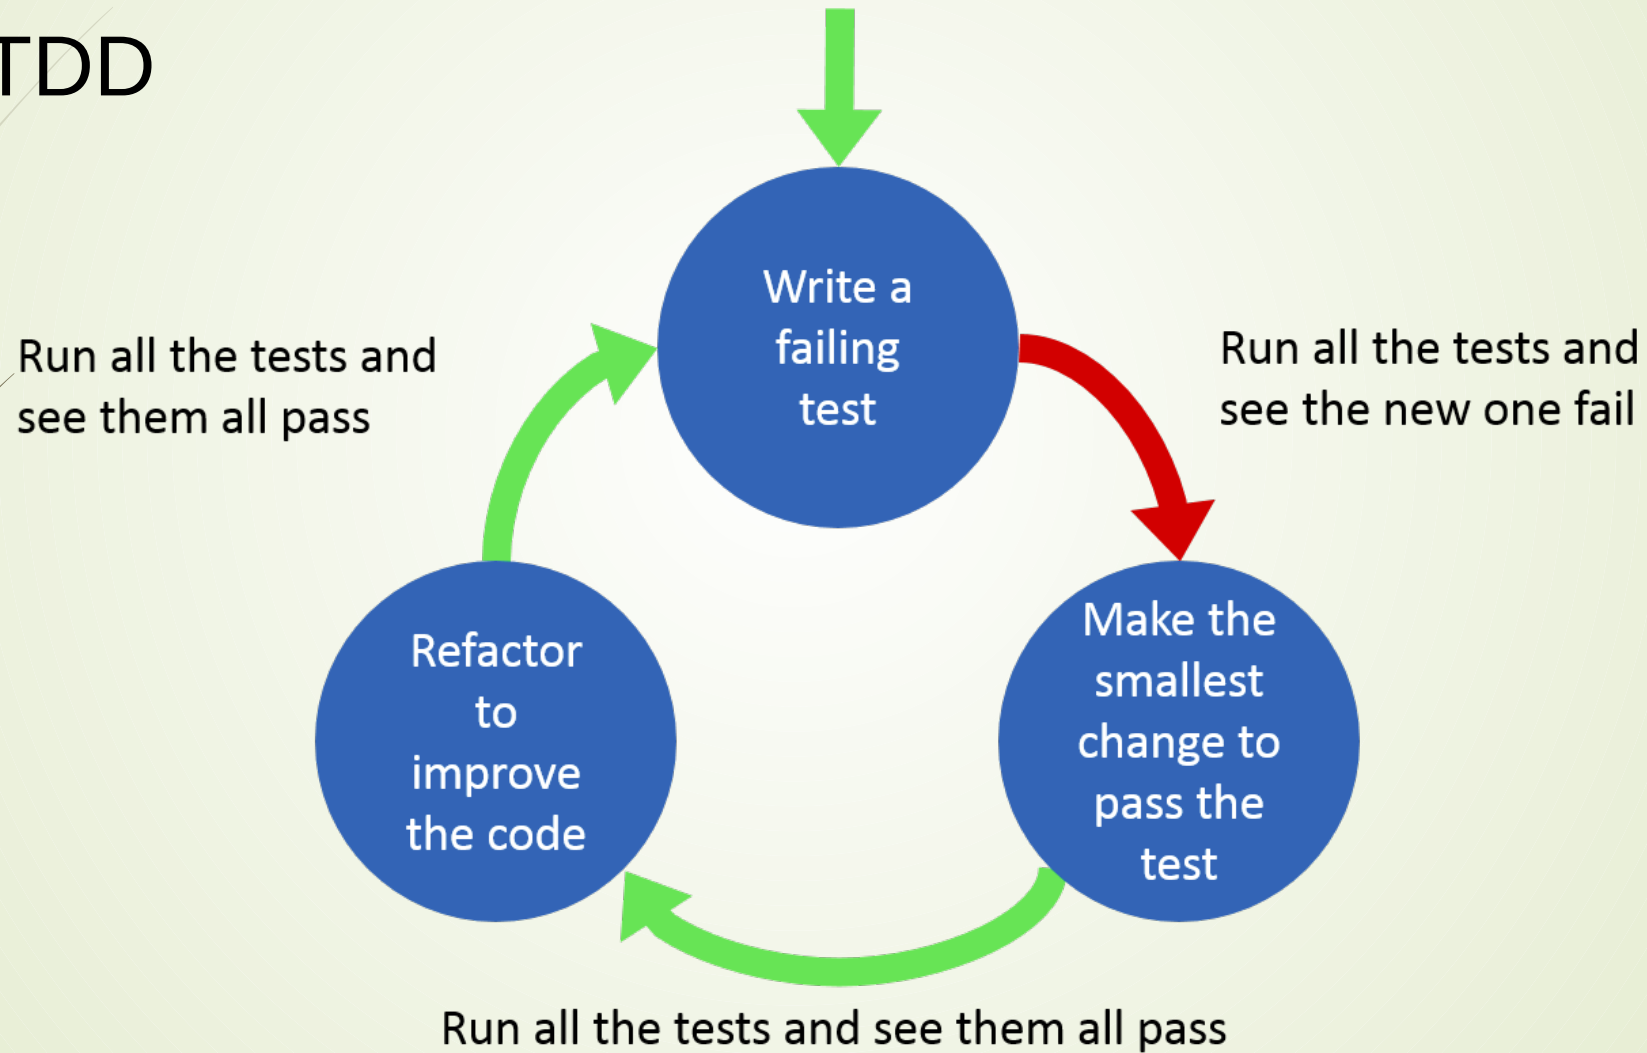 TDD
Write a
failing
test
Run all the tests and
see the new one fail
Make the
smallest
change to
pass the
test
Run all the tests and see them all pass
Refactor
to
improve
the code
Run all the tests and
see them all pass